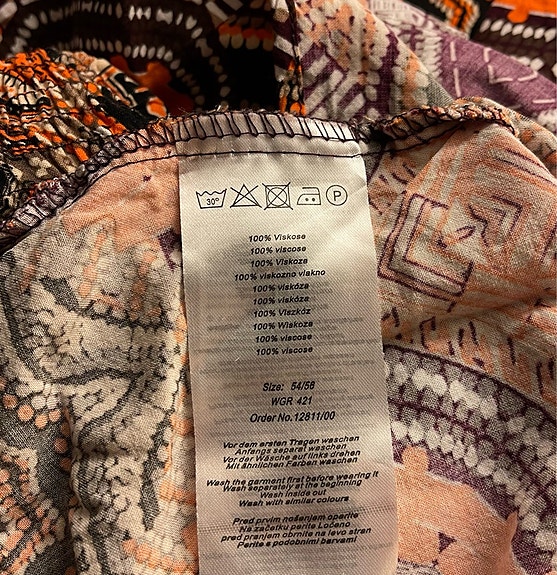 30°
P
100% Viskose
100% viscose
100% Viskoza
100% viskozno vlakno
100% viskóze
100% viskóza
100% Viszkóz
100% Wiskoza
100% viscose
100% viscose
Size: 54/56
WGR 421
Order No.12611/00
Vor dem ersten Tragen waschen
Anfangs separat waschen
Vor der Wäsche auf links drehen
Mit ähnlichen Farben waschen
Wash the garment first before wearing it
Wash separately at the beginning
Wash inside out
Wash with similar colours
Pred prvim nošenjem operite
Na začetku perite Ločeno
pred pranjem obrnite na levo stran
Perite s podobnimi barvami